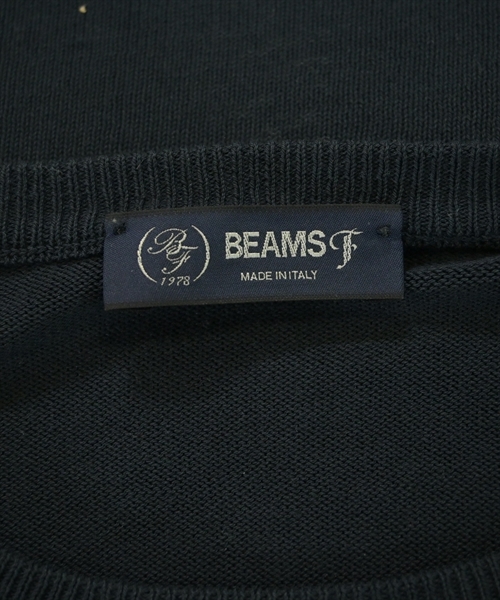 BF
1978
BEAMS F
MADE IN ITALY